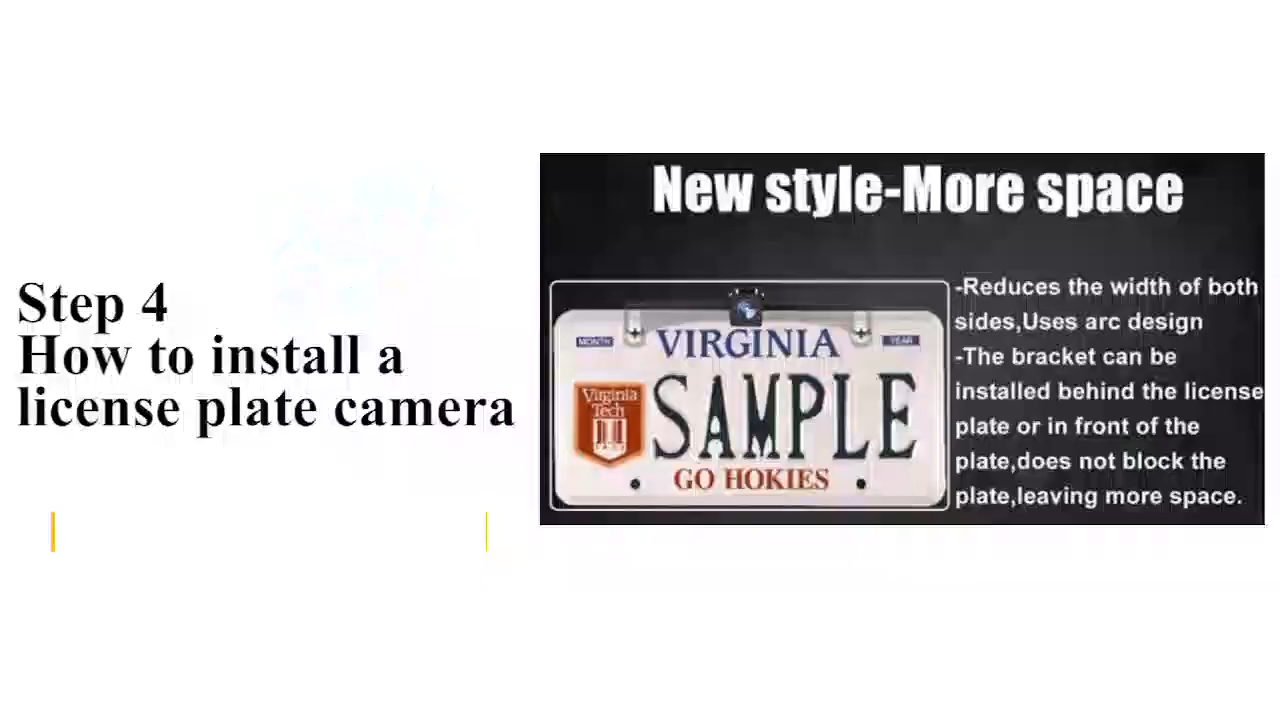 Step 4
How to install a
license plate camera
New style-More space
MONTH
VIRGINIA
YEAR
Virginia
Tech
SAMPLE
GO HOKIES
-Reduces the width of both
sides,Uses arc design
-The bracket can be
installed behind the license
plate or in front of the
plate,does not block the
plate,leaving more space.